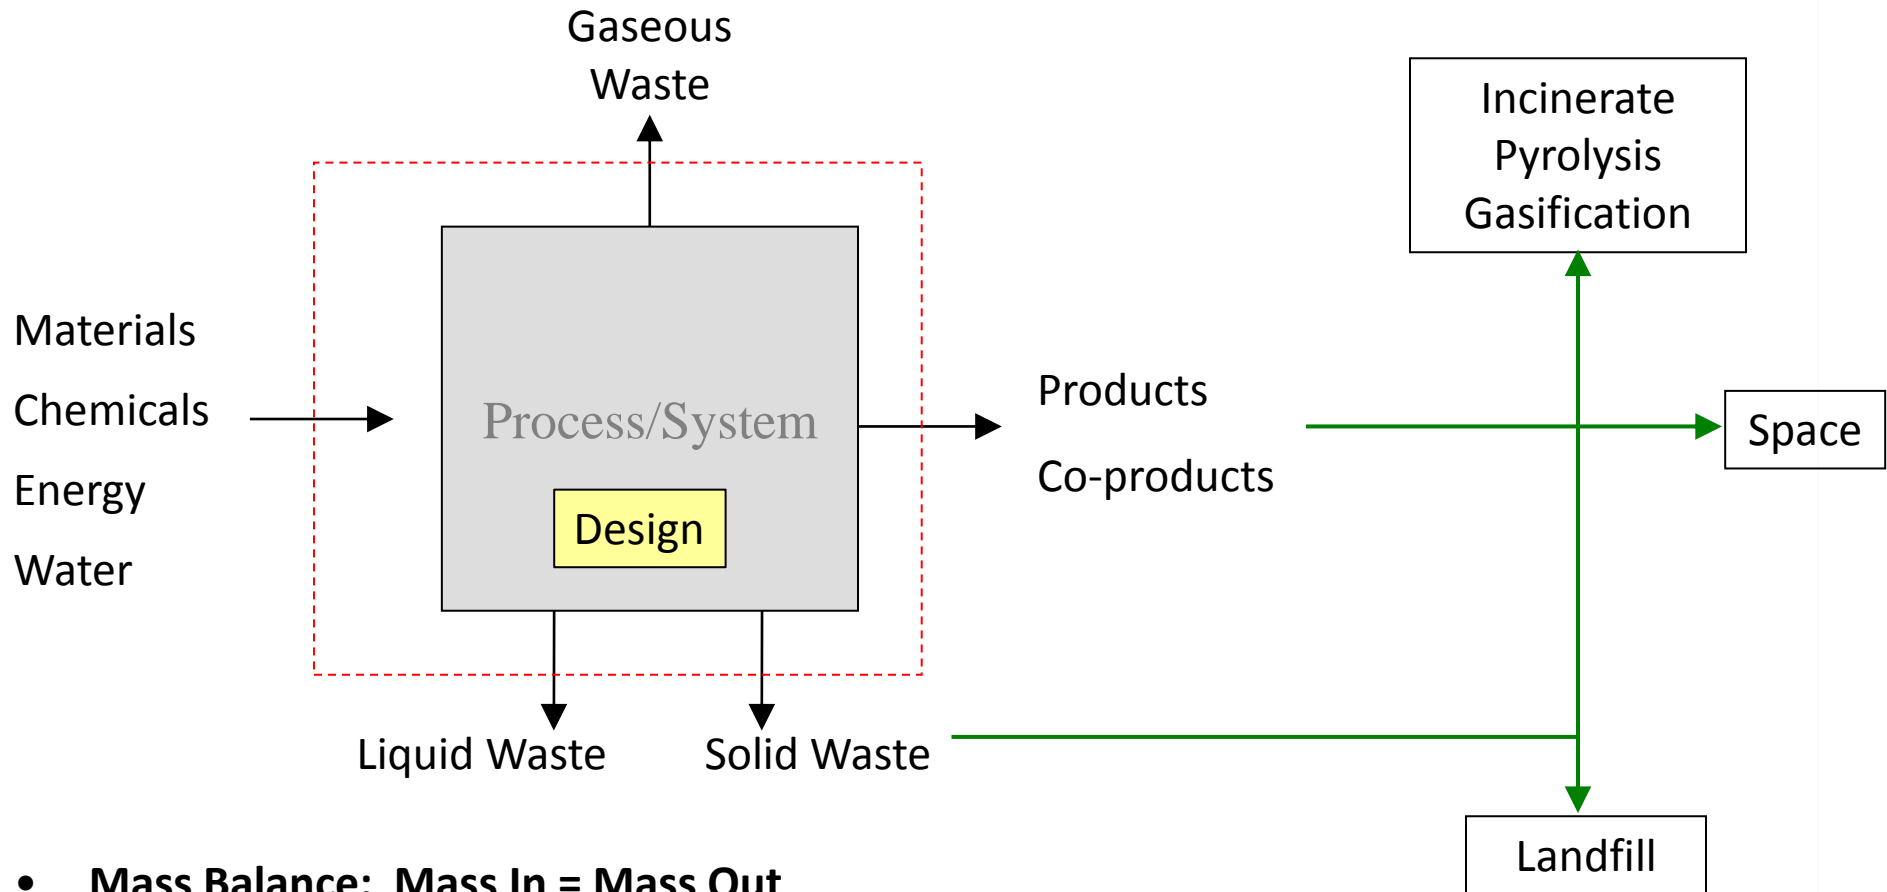 Gaseous
Waste
Incinerate
Pyrolysis
Gasification
Materials
Chemicals
Energy
Water
Process/System
Design
Products
Co-products
Space
Liquid Waste
Solid Waste
Landfill
• Mass Balance: Mass In = Mass Out